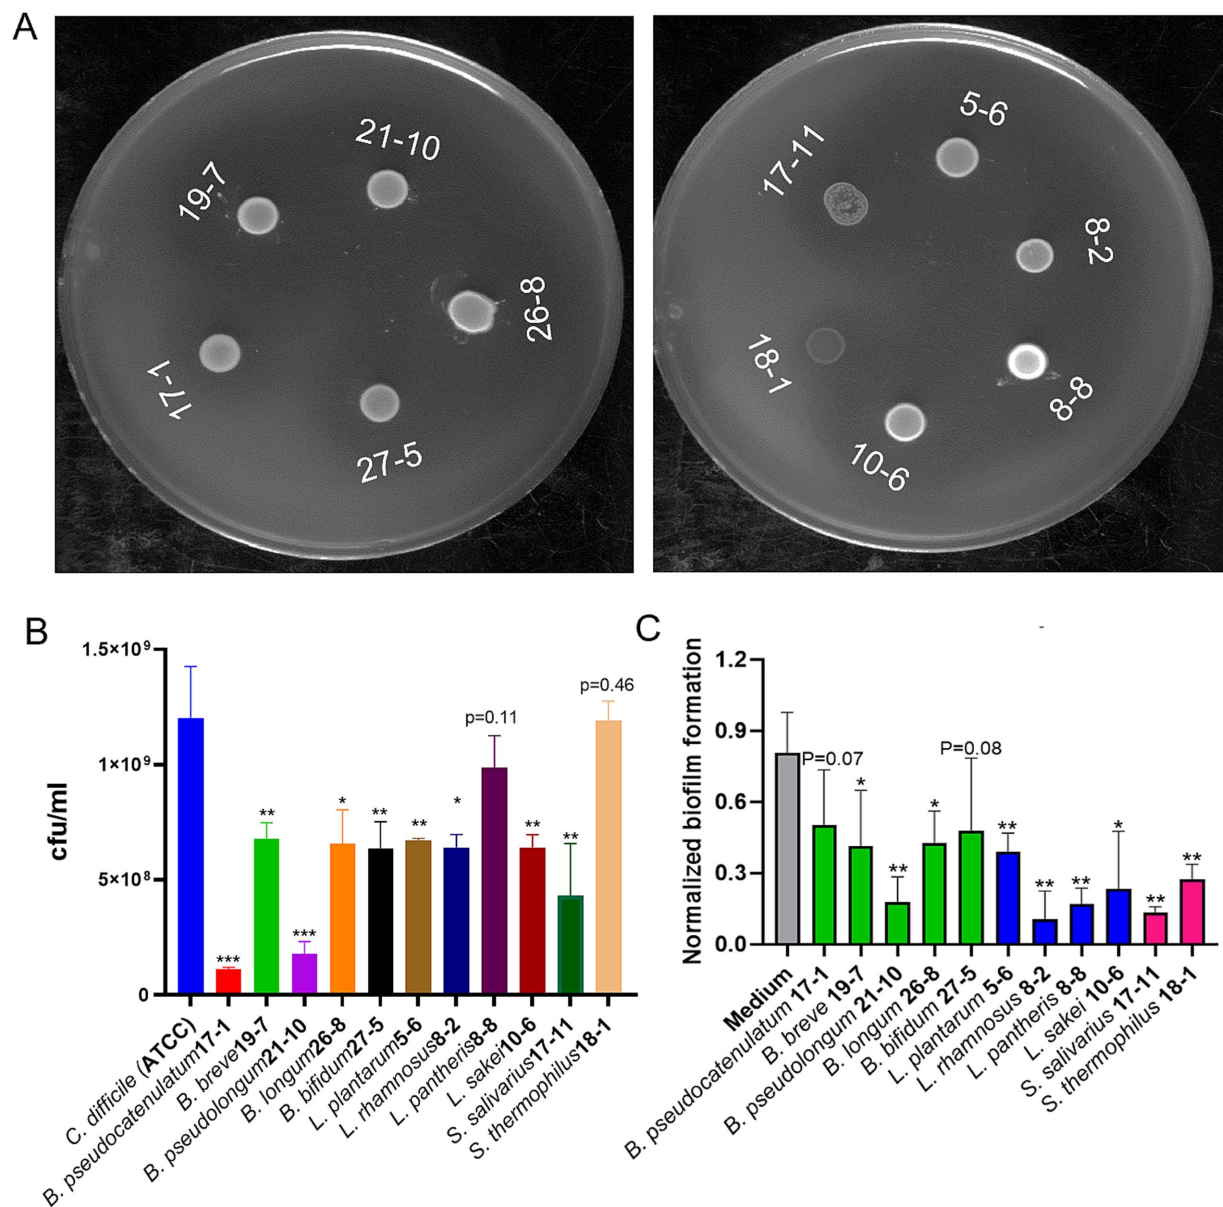 A
21-10
19-7
26-8
17-1
27-5
5-6
17-11
8-2
18-1
8-8
10-6
B
1.5×10⁹
1×10⁹
5×10⁸
0
cfu/ml
***
**
***
*
**
**
*
p=0.11
**
**
p=0.46
C. difficile (ATCC)
B. pseudocatenulatum17-1
B. breve19-7
B. pseudolongum21-10
B. longum26-8
B. bifidum27-5
L. plantarum5-6
L. rhamnosus8-2
L. pantheris8-8
L. sakei10-6
S. salivarius17-11
S. thermophilus18-1
C
-
Normalized biofilm formation
1.2
0.9
0.6
0.3
0.0
P=0.07
*
**
*
P=0.08
**
**
**
*
**
**
Medium
B. pseudocatenulatum 17-1
B. breve 19-7
B. pseudolongum 21-10
B. longum 26-8
B. bifidum 27-5
L. plantarum 5-6
L. rhamnosus 8-2
L. pantheris 8-8
L. sakei 10-6
S. salivarius 17-11
S. thermophilus 18-1